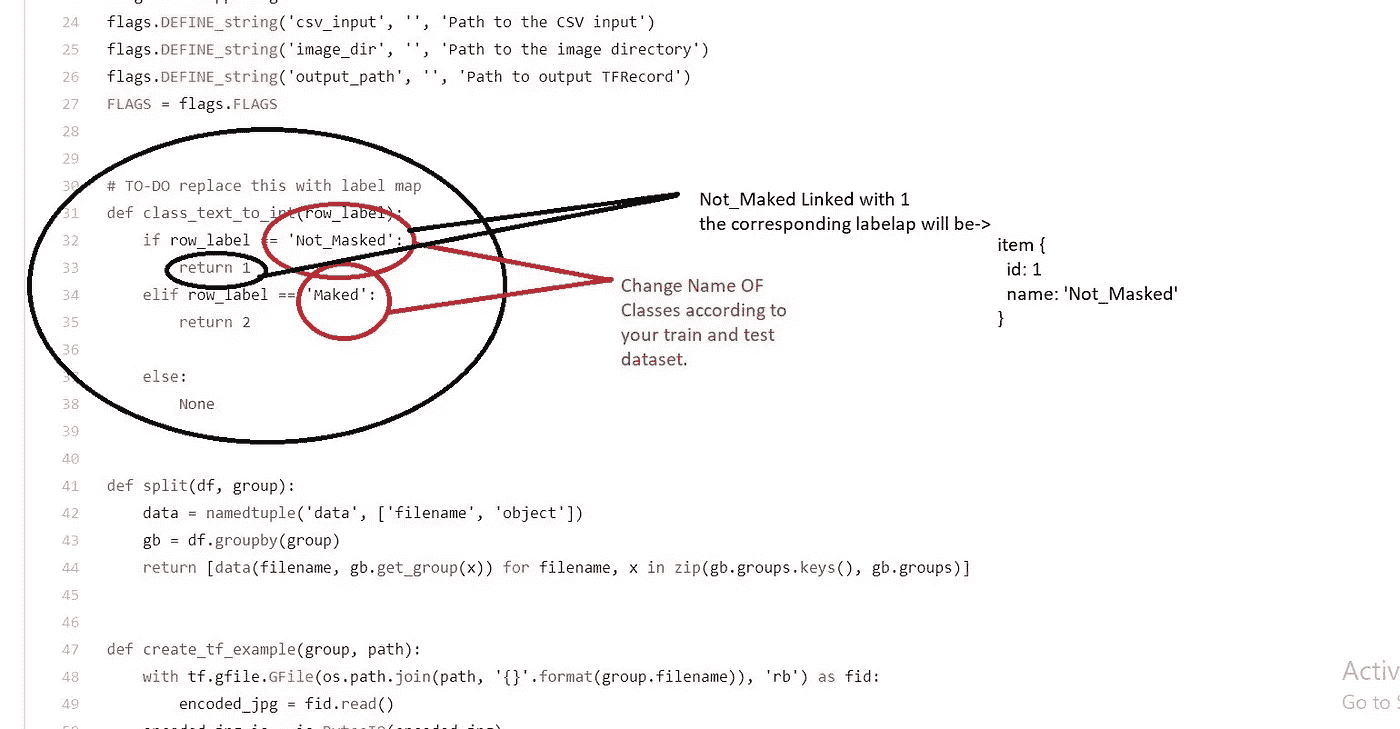 24 flags.DEFINE_string('csv_input', '', 'Path to the CSV input')
25 flags.DEFINE_string('image_dir', '', 'Path to the image directory')
26 flags.DEFINE_string('output_path', '', 'Path to output TFRecord')
27 FLAGS = flags.FLAGS
28
29
30 # TO-DO replace this with label map
31 def class_text_to_int(row_label):
32 if row_label == 'Not_Masked':
33 return 1
34 elif row_label == 'Maked':
35 return 2
36
37 else:
38 None
39
40
41 def split(df, group):
42 data = namedtuple('data', ['filename', 'object'])
43 gb = df.groupby(group)
44 return [data(filename, gb.get_group(x)) for filename, x in zip(gb.groups.keys(), gb.groups)]
45
46
47 def create_tf_example(group, path):
48 with tf.gfile.GFile(os.path.join(path, '{}'.format(group.filename)), 'rb') as fid:
49 encoded_jpg = fid.read()
Not_Maked Linked with 1
the corresponding labelap will be->
item {
id: 1
name: 'Not_Masked'
}
Change Name OF
Classes according to
your train and test
dataset.
Activ
Go to S